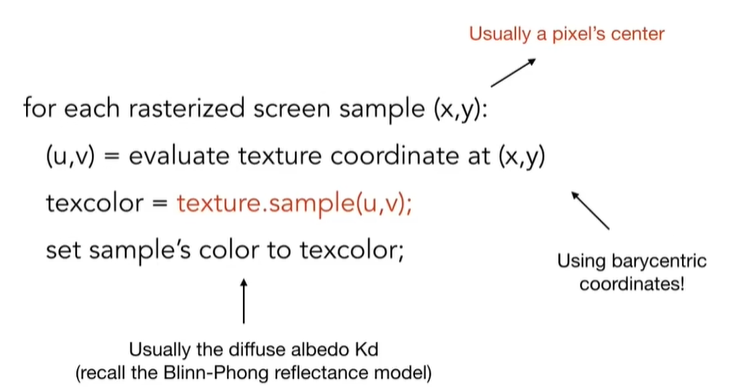 Usually a pixel's center
for each rasterized screen sample (x,y):
(u,v) = evaluate texture coordinate at (x,y)
texcolor = texture.sample(u,v);
set sample's color to texcolor;
Using barycentric
coordinates!
Usually the diffuse albedo Kd
(recall the Blinn-Phong reflectance model)